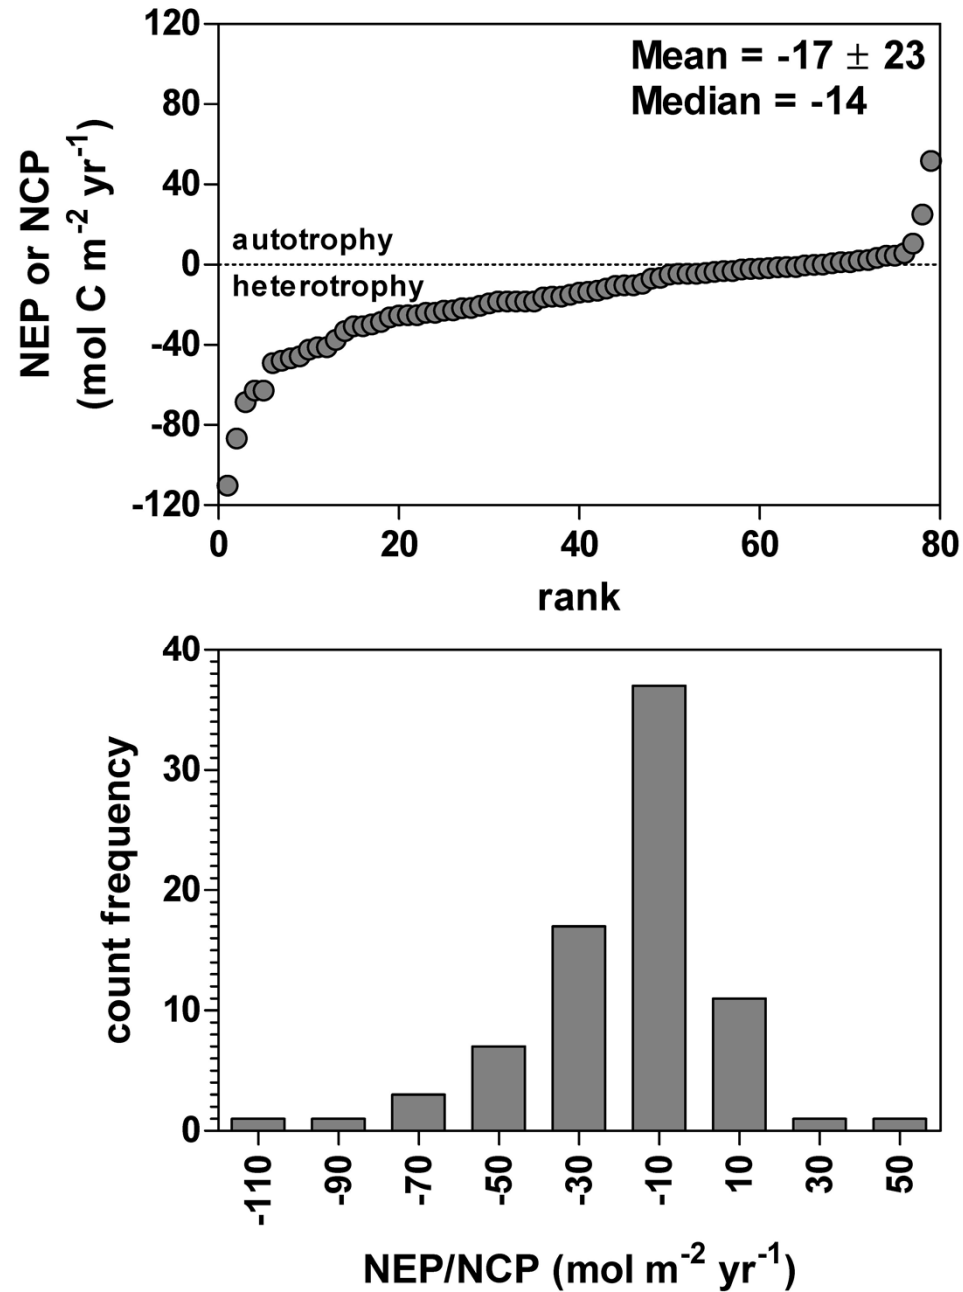 120
80
40
0
-40
-80
-120
NEP or NCP
(mol C m-2 yr-1)
Mean = -17 ± 23
Median = -14
autotrophy
heterotrophy
0 20 40 60 80
rank
40
30
20
10
0
count frequency
-110 -90 -70 -50 -30 -10 10 30 50
NEP/NCP (mol m-2 yr-1)